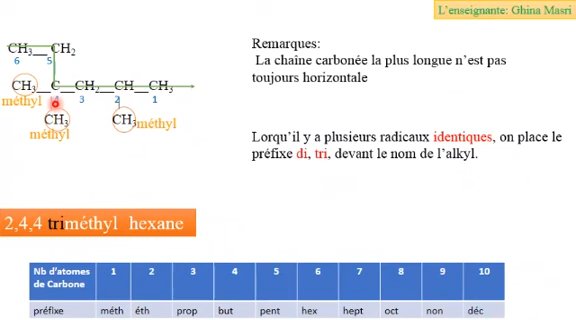 L'enseignante: Ghina Masri
CH3 CH2
6 5
CH3 C CH2 CH CH3
méthyl 3 2 1
CH3 CH3 méthyl
méthyl
Remarques:
La chaîne carbonée la plus longue n'est pas
toujours horizontale
Lorqu'il y a plusieurs radicaux identiques, on place le
préfixe di, tri, devant le nom de l'alkyl.
2,4,4 triméthyl hexane
Nb d'atomes de Carbone 1 2 3 4 5 6 7 8 9 10
préfixe méth éth prop but pent hex hept oct non déc